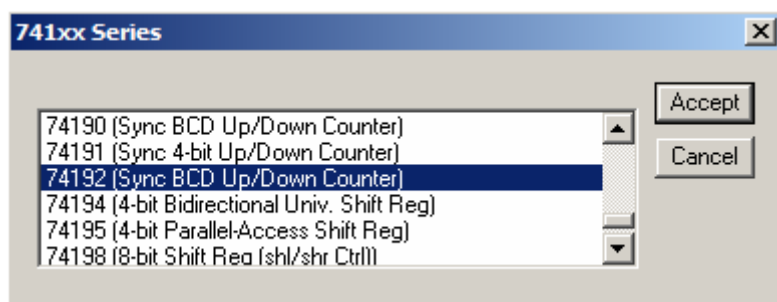 741xx Series
Accept
Cancel
74190 (Sync BCD Up/Down Counter)
74191 (Sync 4-bit Up/Down Counter)
74192 (Sync BCD Up/Down Counter)
74194 (4-bit Bidirectional Univ. Shift Reg)
74195 (4-bit Parallel-Access Shift Reg)
74198 (8-bit Shift Reg (shl/shr Ctrl))